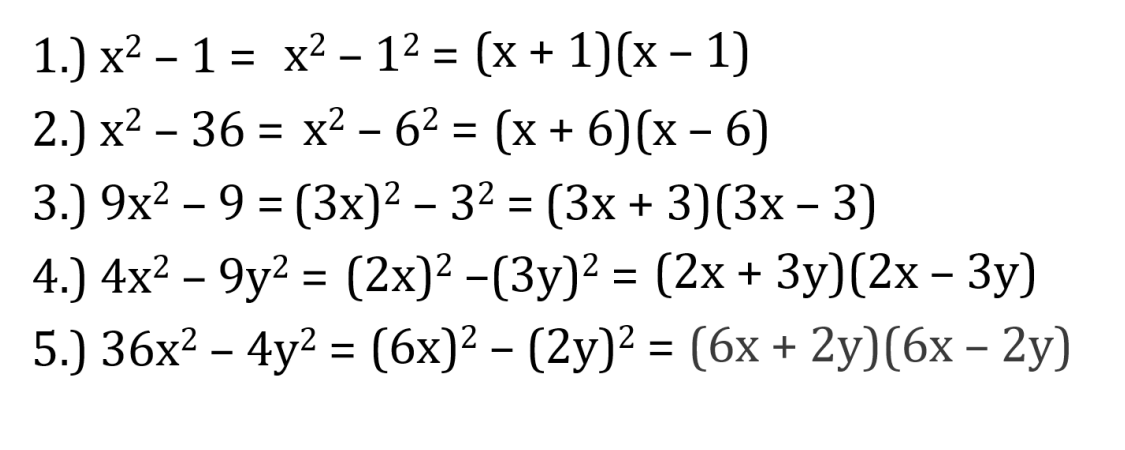 1.) x² – 1 = x² – 1² = (x + 1)(x – 1)
2.) x² – 36 = x² – 6² = (x + 6)(x – 6)
3.) 9x² – 9 = (3x)² – 3² = (3x + 3)(3x – 3)
4.) 4x² – 9y² = (2x)² –(3y)² = (2x + 3y)(2x – 3y)
5.) 36x² – 4y² = (6x)² – (2y)² = (6x + 2y)(6x – 2y)